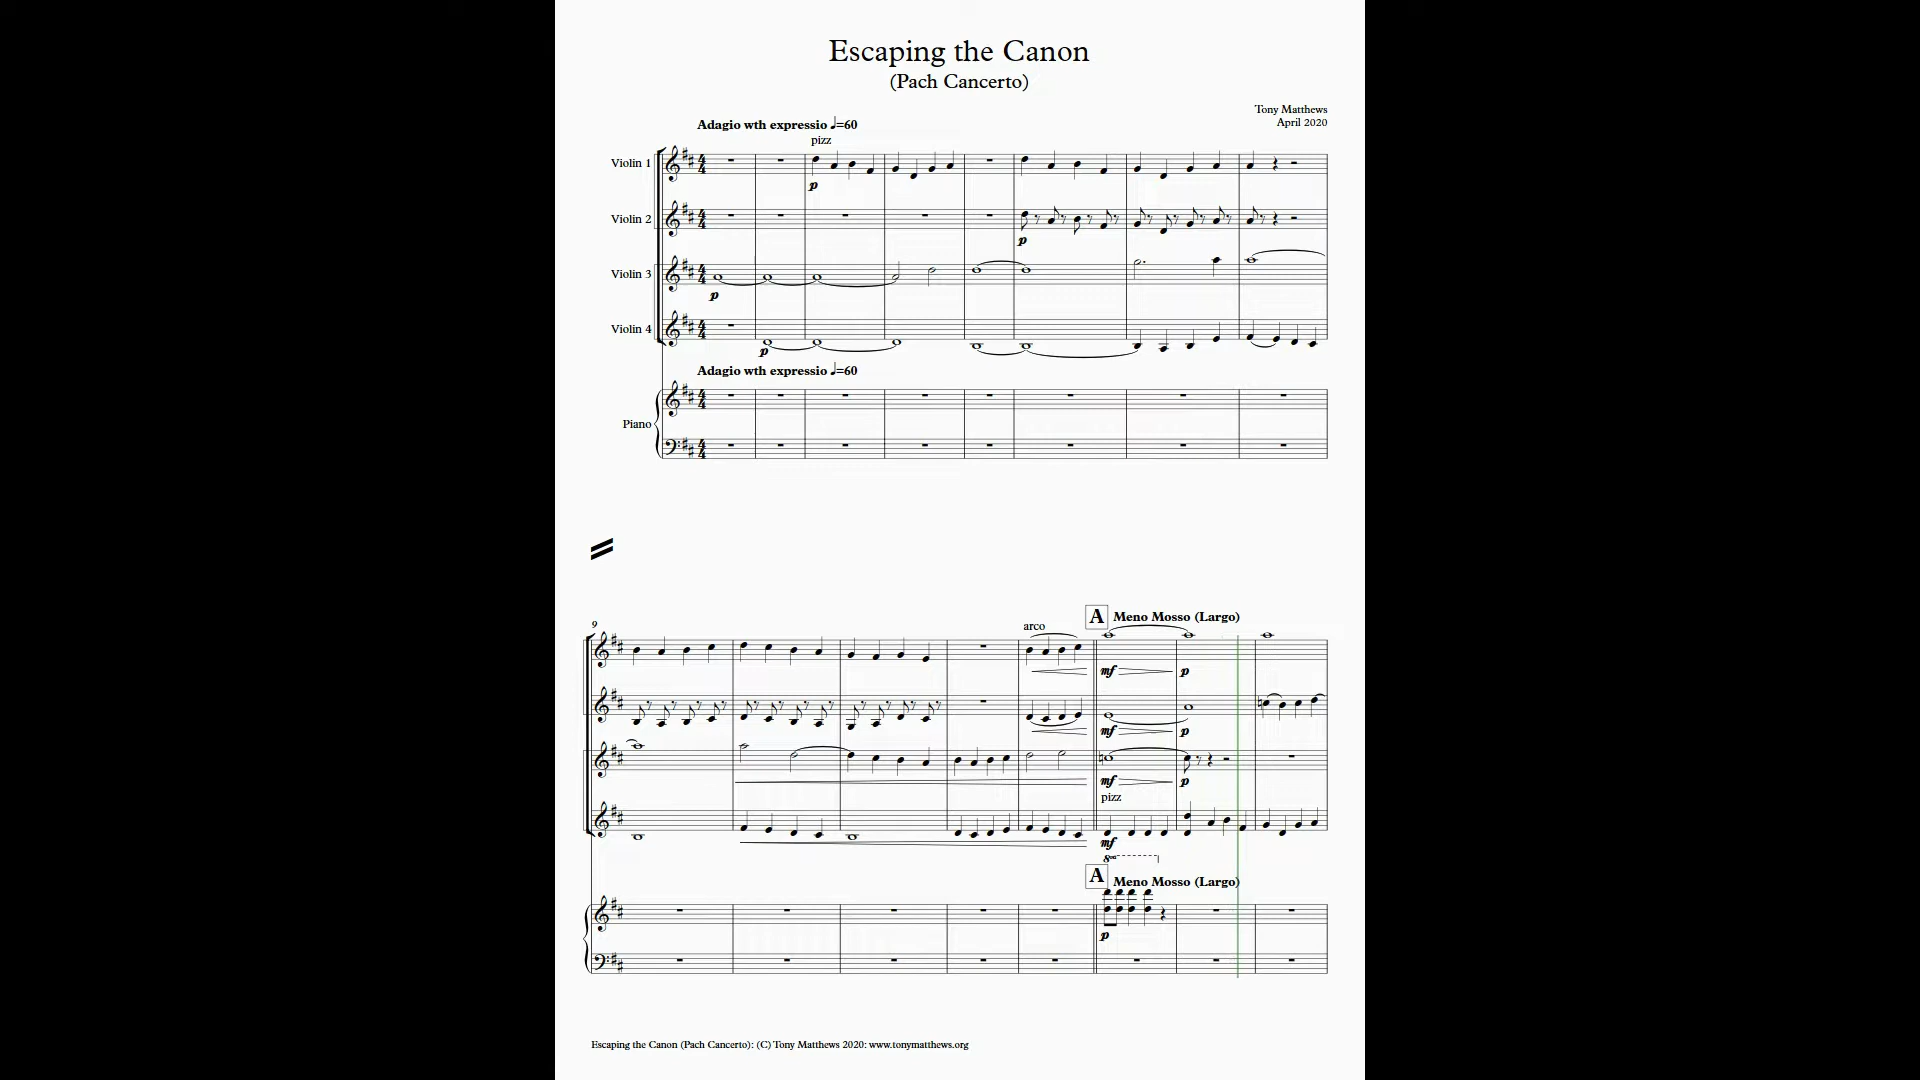 Escaping the Canon
(Pach Cancerto)
Tony Matthews
April 2020
Adagio wth expressio ♩=60
pizz
Violin 1
p
Violin 2
p
Violin 3
p
Violin 4
p
Adagio wth expressio ♩=60
Piano
9
arco
A Meno Mosso (Largo)
mf p
mf p
mf p
pizz
mf
8va
A Meno Mosso (Largo)
p
Escaping the Canon (Pach Cancerto): (C) Tony Matthews 2020: www.tonymatthews.org